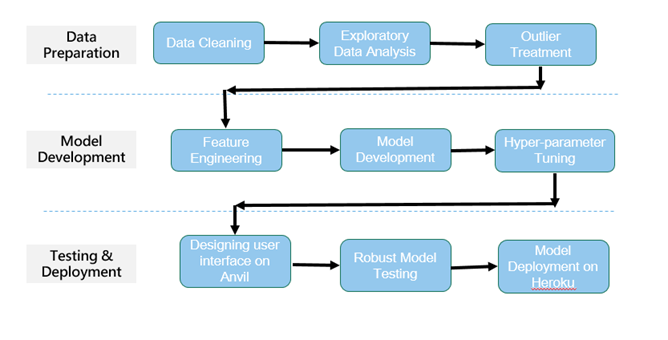 Data
Preparation
Data Cleaning
Exploratory
Data Analysis
Outlier
Treatment
Model
Development
Feature
Engineering
Model
Development
Hyper-parameter
Tuning
Testing &
Deployment
Designing user
interface on
Anvil
Robust Model
Testing
Model
Deployment on
Heroku